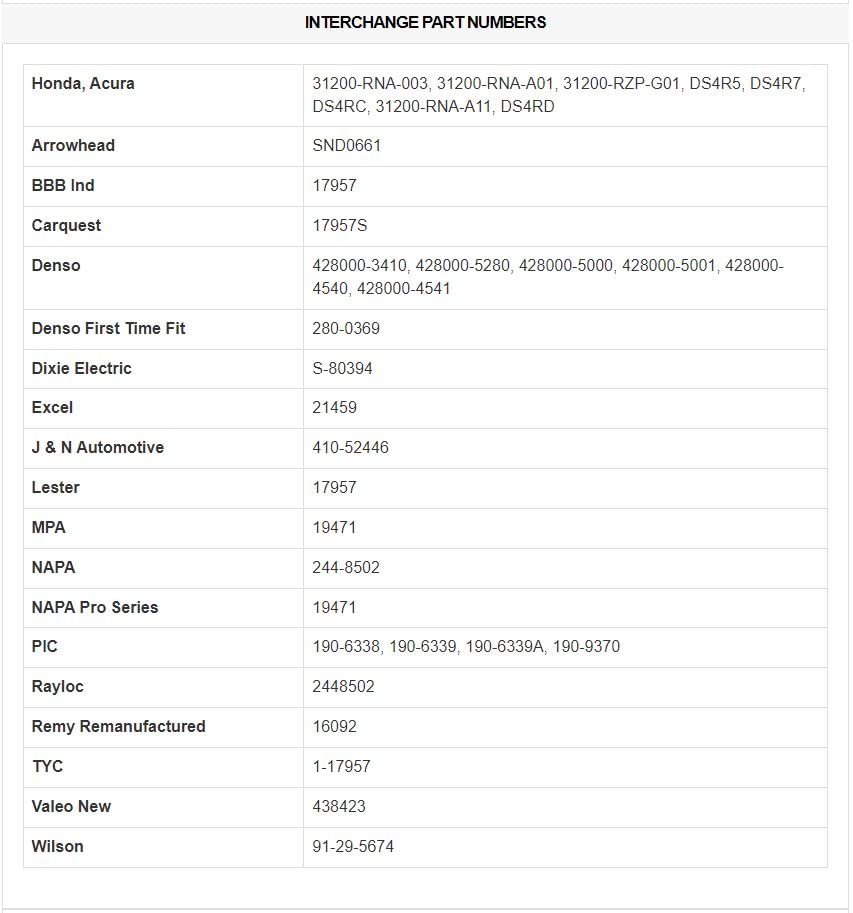 INTERCHANGE PART NUMBERS
Honda, Acura 31200-RNA-003, 31200-RNA-A01, 31200-RZP-G01, DS4R5, DS4R7,
DS4RC, 31200-RNA-A11, DS4RD
Arrowhead SND0661
BBB Ind 17957
Carquest 17957S
Denso 428000-3410, 428000-5280, 428000-5000, 428000-5001, 428000-
4540, 428000-4541
Denso First Time Fit 280-0369
Dixie Electric S-80394
Excel 21459
J & N Automotive 410-52446
Lester 17957
MPA 19471
NAPA 244-8502
NAPA Pro Series 19471
PIC 190-6338, 190-6339, 190-6339A, 190-9370
Rayloc 2448502
Remy Remanufactured 16092
TYC 1-17957
Valeo New 438423
Wilson 91-29-5674